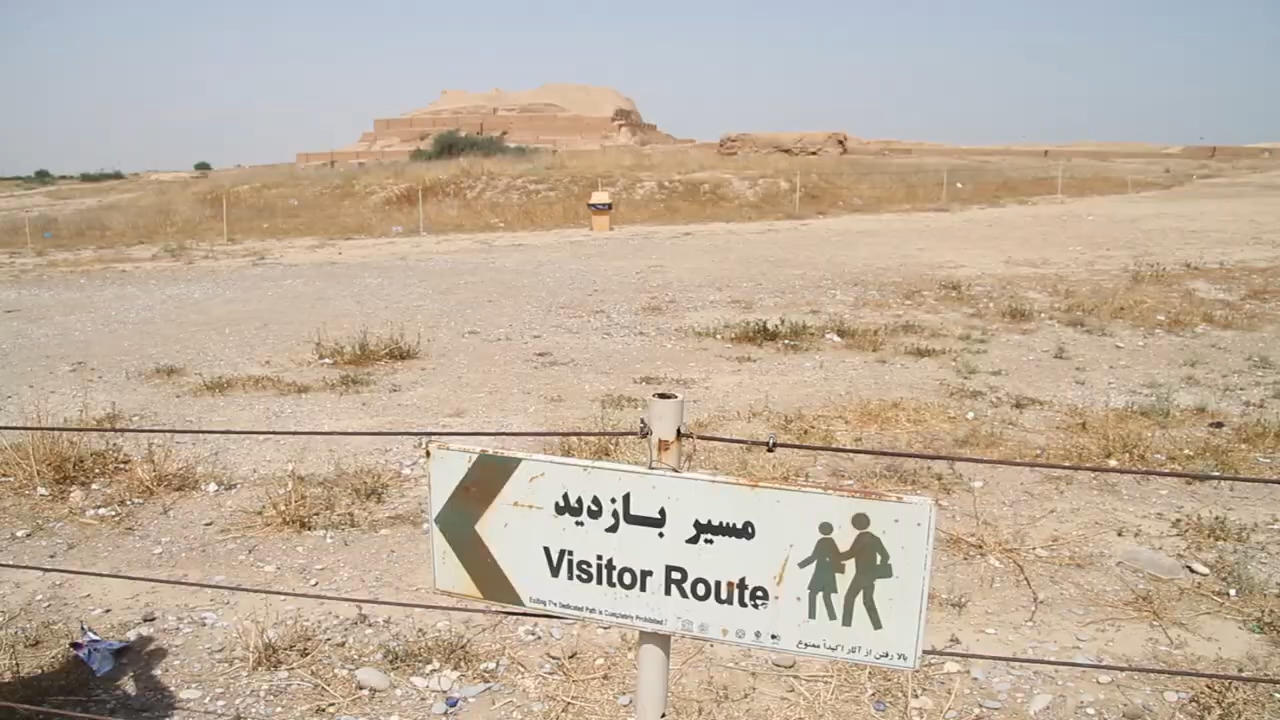 مسیر بازدید
Visitor Route
Exiting The Dedicated Path is Completely Prohibited!
بالا رفتن از آثار اکیداً ممنوع